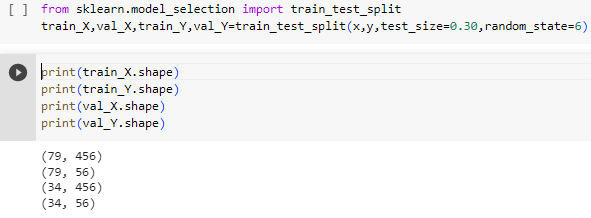 [ ] from sklearn.model_selection import train_test_split
train_X,val_X,train_Y,val_Y=train_test_split(x,y,test_size=0.30,random_state=6)
print(train_X.shape)
print(train_Y.shape)
print(val_X.shape)
print(val_Y.shape)
(79, 456)
(79, 56)
(34, 456)
(34, 56)